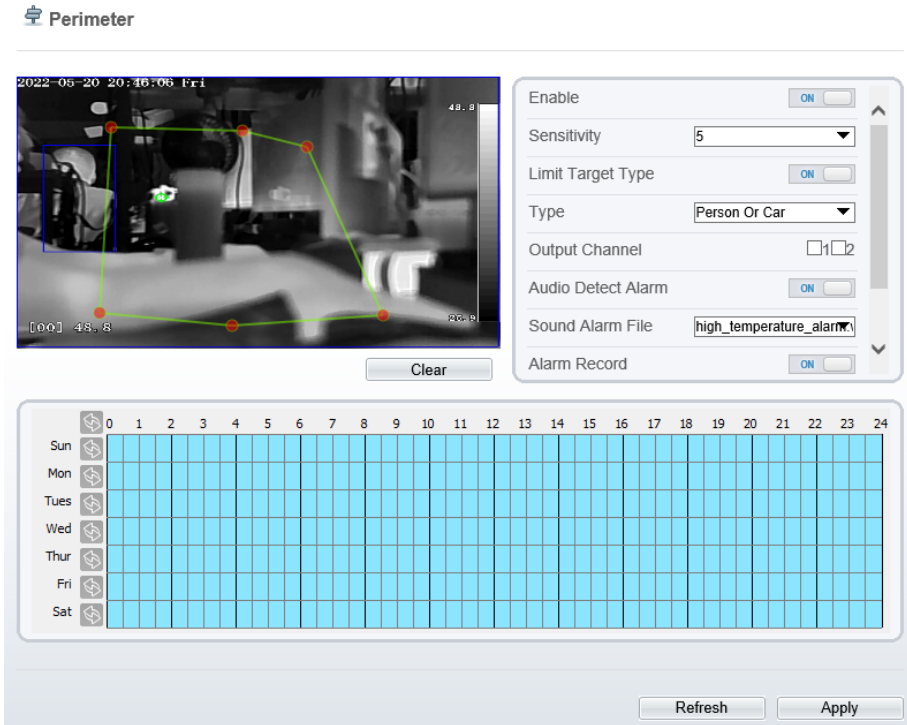 Perimeter
2022-05-20 20:46:06 Fri
48.8
[00] 48.8
Clear
Enable ON
Sensitivity 5
Limit Target Type ON
Type Person Or Car
Output Channel 1 2
Audio Detect Alarm ON
Sound Alarm File high_temperature_alarm.
Alarm Record ON
0 1 2 3 4 5 6 7 8 9 10 11 12 13 14 15 16 17 18 19 20 21 22 23 24
Sun
Mon
Tues
Wed
Thur
Fri
Sat
Refresh Apply